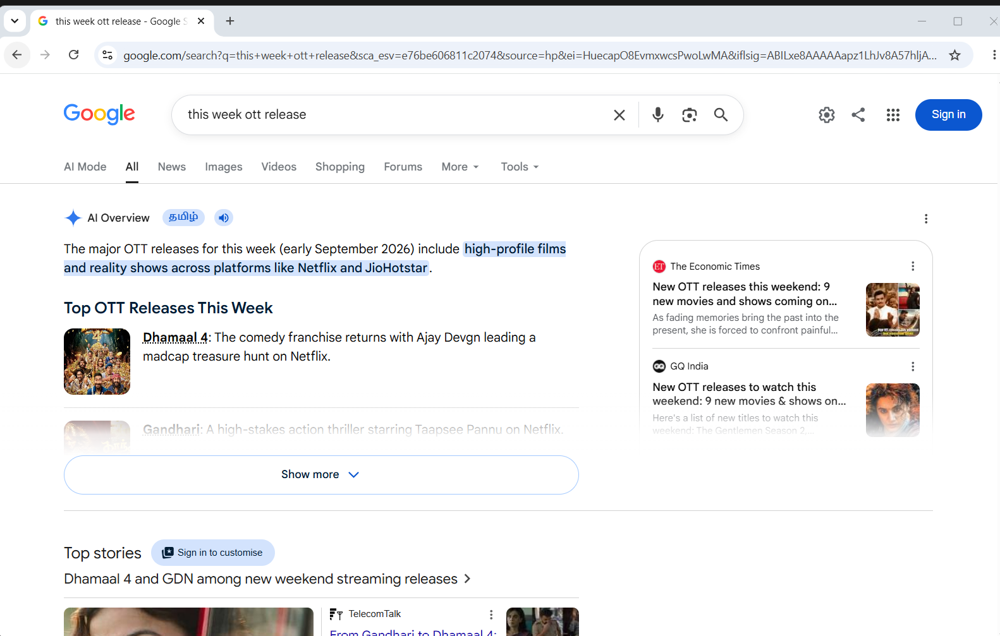 this week ott release - Google S
google.com/search?q=this+week+ott+release&sca_esv=e76be606811c2074&source=hp&ei=HuecapO8EvmxwcsPwoLwMA&iflsig=ABILxe8AAAAAapz1LhJv8A57hljA...
Google
this week ott release
Sign in
AI Mode
All
News
Images
Videos
Shopping
Forums
More
Tools
AI Overview
தமிழ்
The major OTT releases for this week (early September 2026) include high-profile films
and reality shows across platforms like Netflix and JioHotstar.
Top OTT Releases This Week
Dhamaal 4: The comedy franchise returns with Ajay Devgn leading a
madcap treasure hunt on Netflix.
Gandhari: A high-stakes action thriller starring Taapsee Pannu on Netflix.
Show more
ET The Economic Times
New OTT releases this weekend: 9
new movies and shows coming on...
As fading memories bring the past into the
present, she is forced to confront painful...
GQ India
New OTT releases to watch this
weekend: 9 new movies & shows on...
Here's a list of new titles to watch this
weekend: The Gentlemen Season 2,...
Top stories
Sign in to customise
Dhamaal 4 and GDN among new weekend streaming releases
TelecomTalk
From Gandhari to Dhamaal 4: